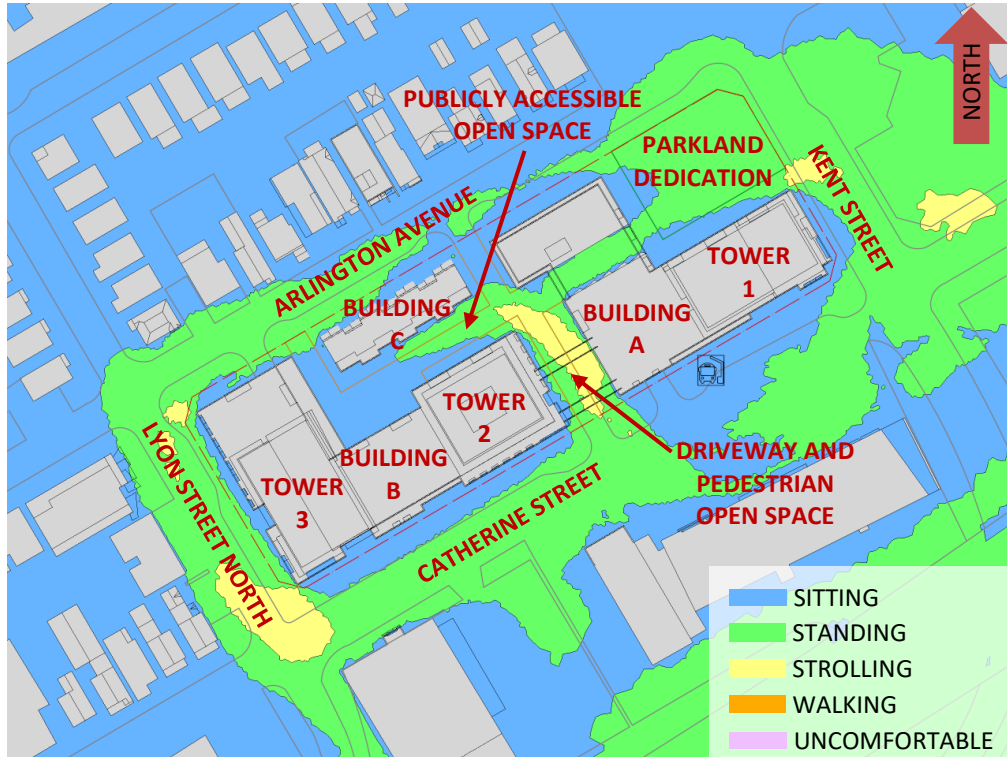 NORTH
PUBLICLY ACCESSIBLE
OPEN SPACE
PARKLAND
DEDICATION
KENT STREET
ARLINGTON AVENUE
TOWER
1
BUILDING
A
BUILDING
C
TOWER
2
BUILDING
B
TOWER
3
LYON STREET NORTH
CATHERINE STREET
DRIVEWAY AND
PEDESTRIAN
OPEN SPACE
SITTING
STANDING
STROLLING
WALKING
UNCOMFORTABLE